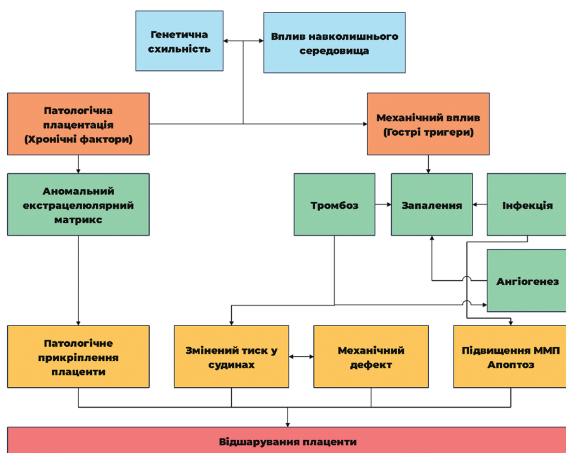 Генетична
схильність
Вплив навколишнього
середовища
Патологічна
плацентація
(Хронічні фактори)
Механічний вплив
(Гострі тригери)
Аномальний
екстрацелюлярний
матрикс
Тромбоз
Запалення
Інфекція
Ангіогенез
Патологічне
прикріплення
плаценти
Змінений тиск у
судинах
Механічний
дефект
Підвищення ММП
Апоптоз
Відшарування плаценти